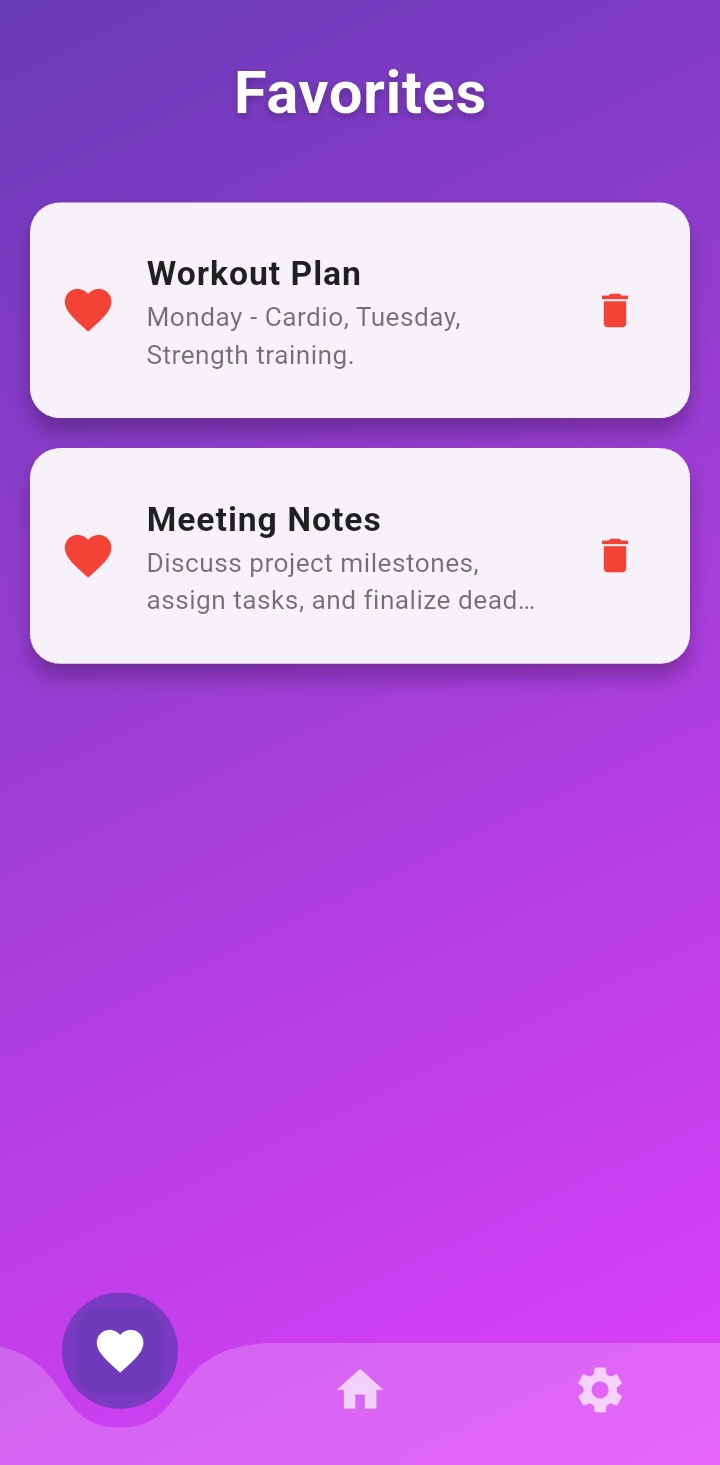 Favorites
Workout Plan
Monday - Cardio, Tuesday,
Strength training.
Meeting Notes
Discuss project milestones,
assign tasks, and finalize dead…